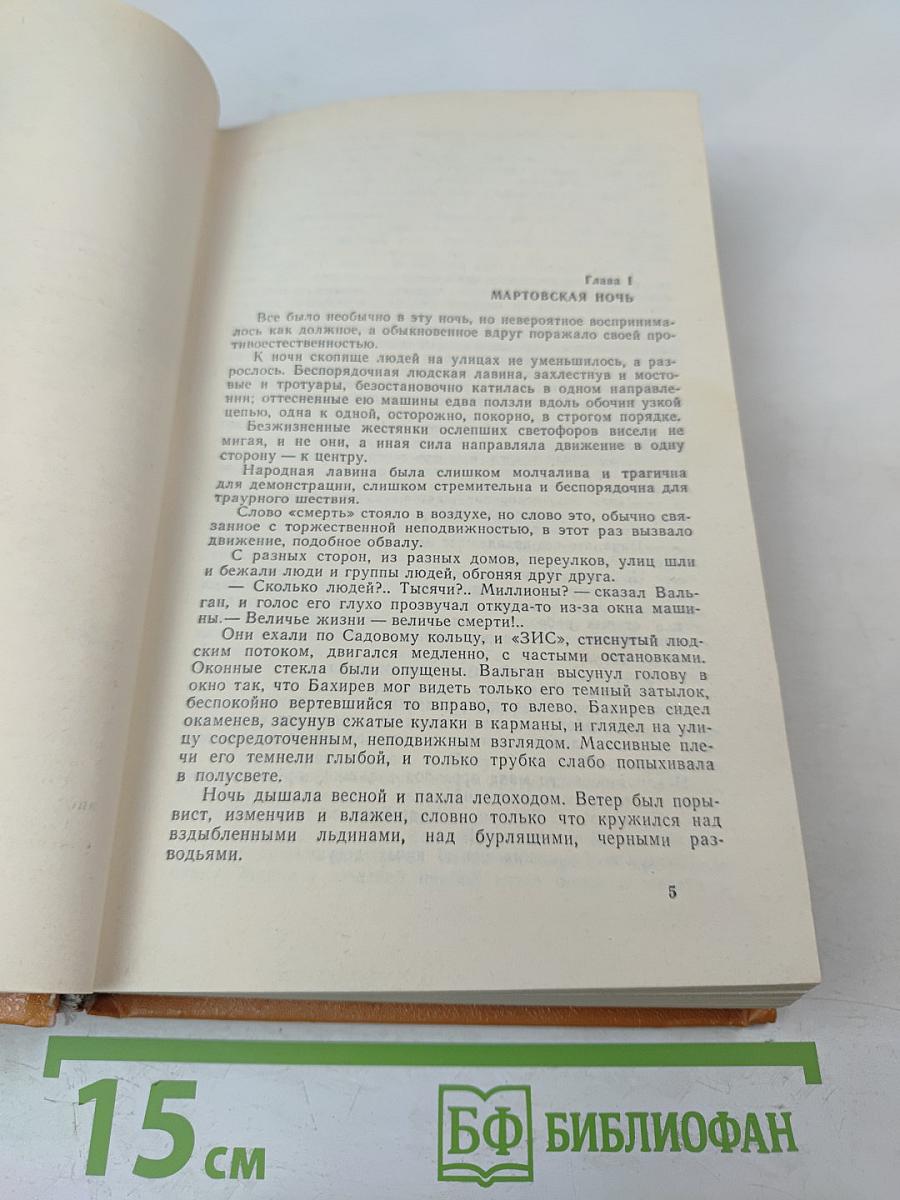 Глава I
МАРТОВСКАЯ НОЧЬ
Все было необычно в эту ночь, но невероятное воспринима-
лось как должное, а обыкновенное вдруг поражало своей про-
тивоестественностью.
К ночи скопище людей на улицах не уменьшилось, а раз-
рослось. Беспорядочная людская лавина, захлестнув и мосто-
вые и тротуары, безостановочно катилась в одном направле-
нии; оттесненные ею машины едва ползли вдоль обочин узкой
цепью, одна к одной, осторожно, покорно, в строгом порядке.
Безжизненные жестянки ослепших светофоров висели не
мигая, и не они, а иная сила направляла движение в одну
сторону — к центру.
Народная лавина была слишком молчалива и трагична
для демонстрации, слишком стремительна и беспорядочна для
траурного шествия.
Слово «смерть» стояло в воздухе, но слово это, обычно свя-
занное с торжественной неподвижностью, в этот раз вызвало
движение, подобное обвалу.
С разных сторон, из разных домов, переулков, улиц шли
и бежали люди и группы людей, обгоняя друг друга.
— Сколько людей?.. Тысячи?.. Миллионы? — сказал Валь-
ган, и голос его глухо прозвучал откуда-то из-за окна маши-
ны.— Величье жизни — величье смерти!..
Они ехали по Садовому кольцу, и «ЗИС», стиснутый люд-
ским потоком, двигался медленно, с частыми остановками.
Оконные стекла были опущены. Вальган высунул голову в
окно так, что Бахирев мог видеть только его темный затылок,
беспокойно вертевшийся то вправо, то влево. Бахирев сидел
окаменев, засунув сжатые кулаки в карманы, и глядел на ули-
цу сосредоточенным, неподвижным взглядом. Массивные пле-
чи его темнели глыбой, и только трубка слабо попыхивала
в полусвете.
Ночь дышала весной и пахла ледоходом. Ветер был поры-
вист, изменчив и влажен, словно только что кружился над
вздыбленными льдинами, над бурлящими, черными раз-
водьями.
5
15 см
БФ БИБЛИОФАН